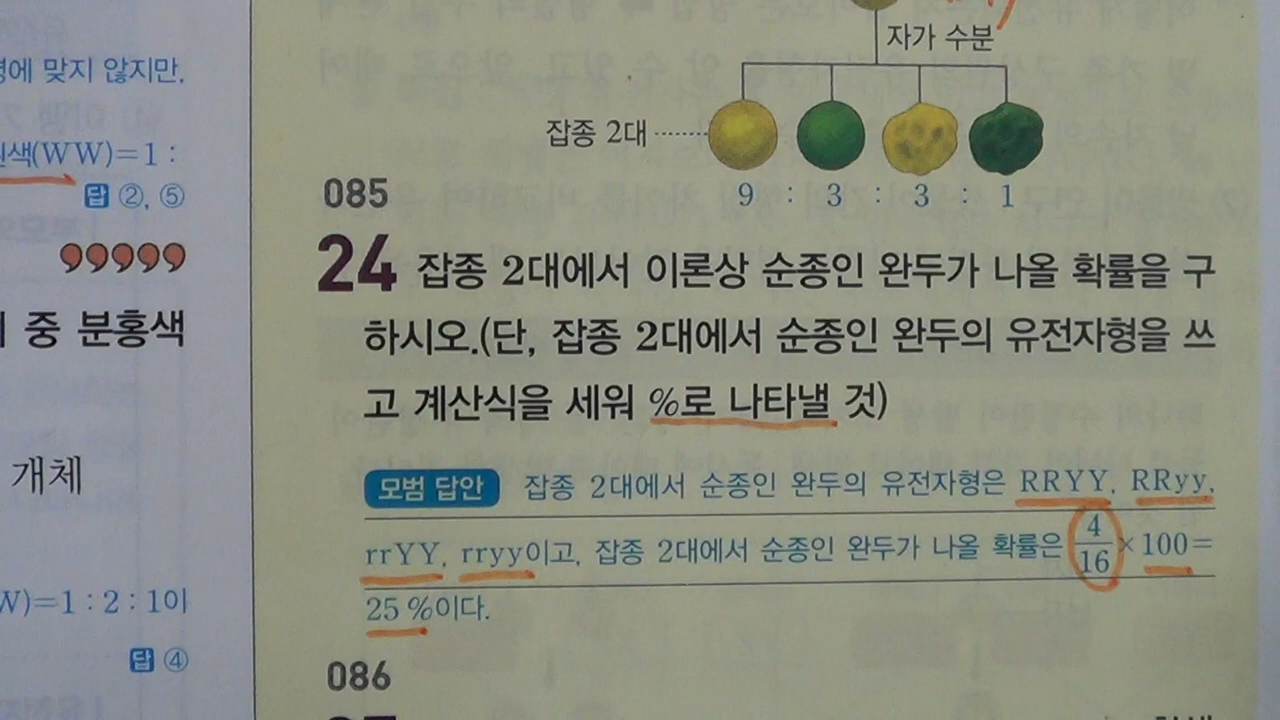 령에 맞지 않지만,
흰색(WW)=1 :
답 ②, ⑤
중 분홍색
개체
W)=1 : 2 : 1이
답 ④
자가 수분
잡종 2대
9 : 3 : 3 : 1
085
24 잡종 2대에서 이론상 순종인 완두가 나올 확률을 구
하시오.(단, 잡종 2대에서 순종인 완두의 유전자형을 쓰
고 계산식을 세워 %로 나타낼 것)
모범 답안 잡종 2대에서 순종인 완두의 유전자형은 RRYY, RRyy,
rrYY, rryy이고, 잡종 2대에서 순종인 완두가 나올 확률은 4/16 × 100=
25 %이다.
086